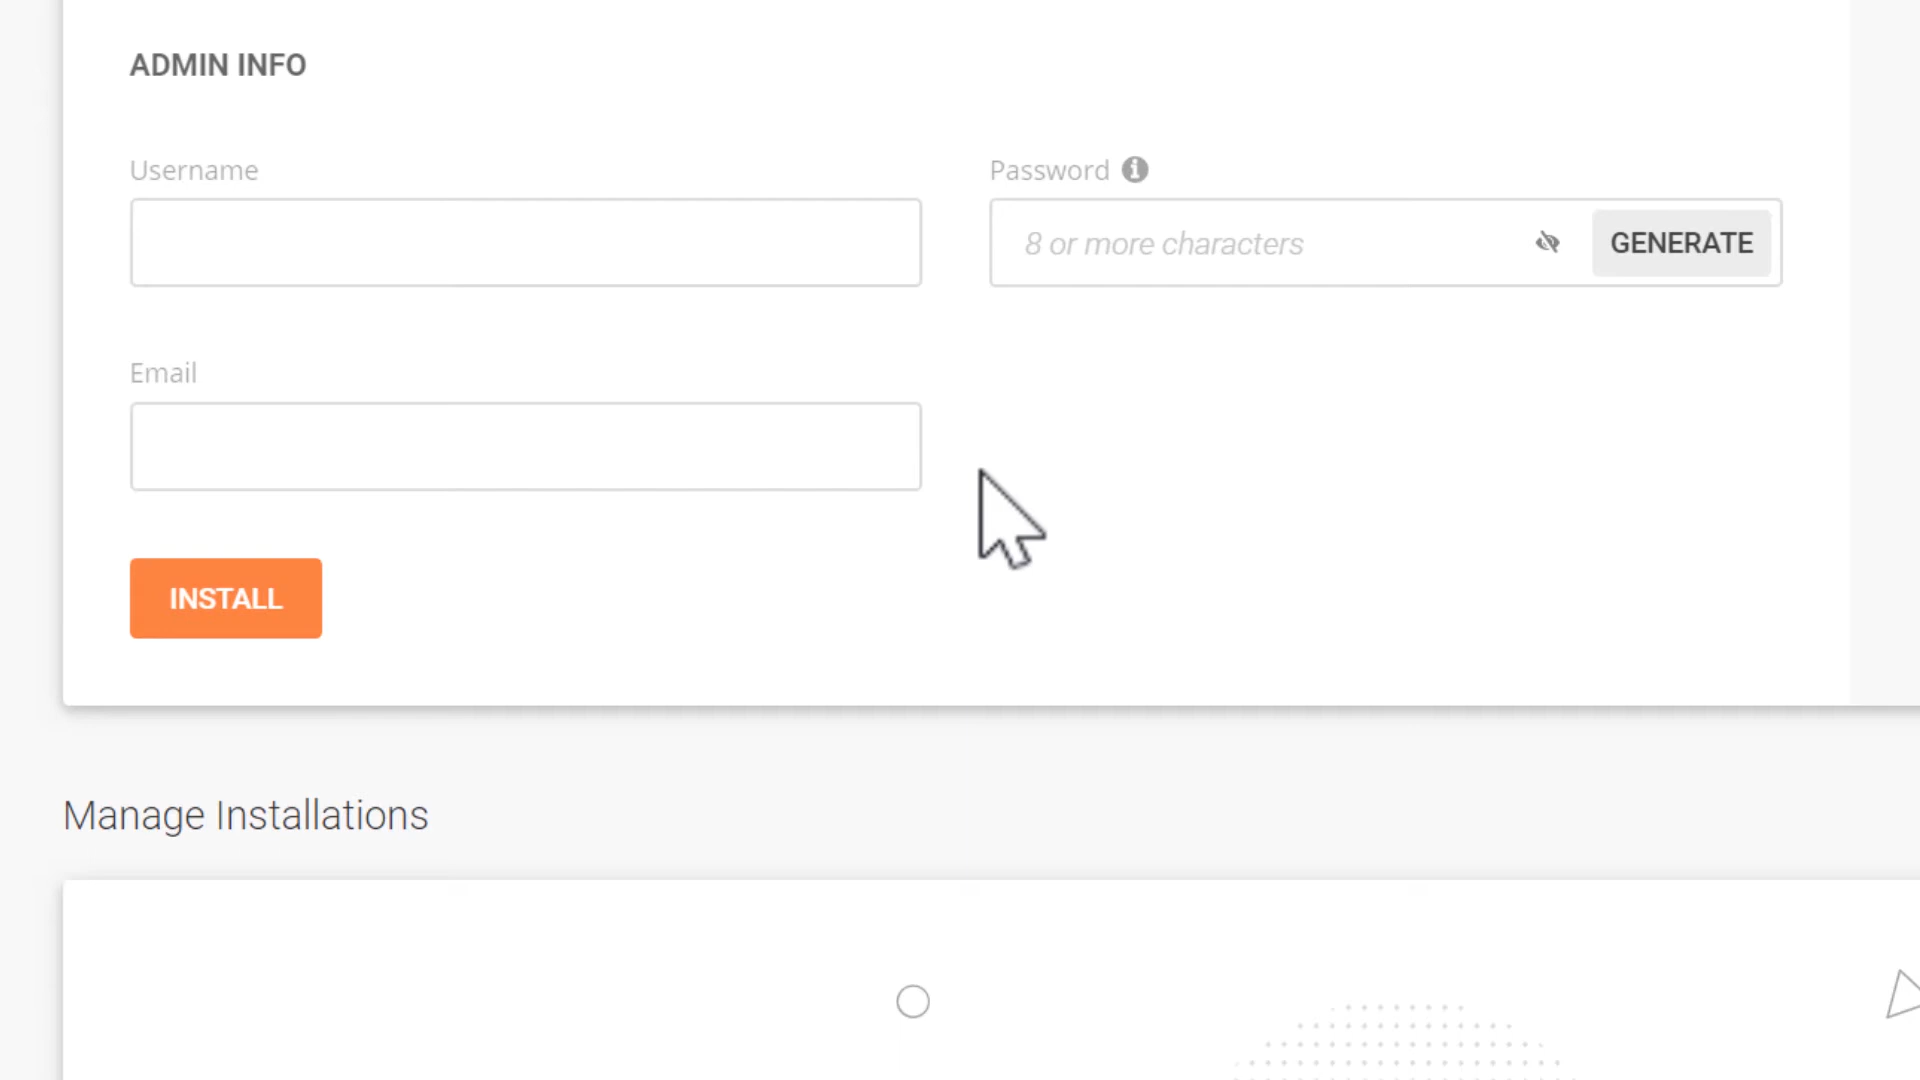 ADMIN INFO
Username
Password
8 or more characters
GENERATE
Email
INSTALL
Manage Installations